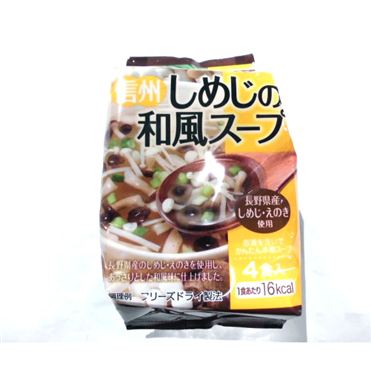 信州
しめじの
和風スープ
長野県産
しめじ・えのき
使用
熱湯を注いで
かんたん本格スープ
4食入
1食あたり16kcal
長野県産のしめじ・えのきを使用し、
あっさりとした和風味に仕上げました。
調理例
フリーズドライ製法